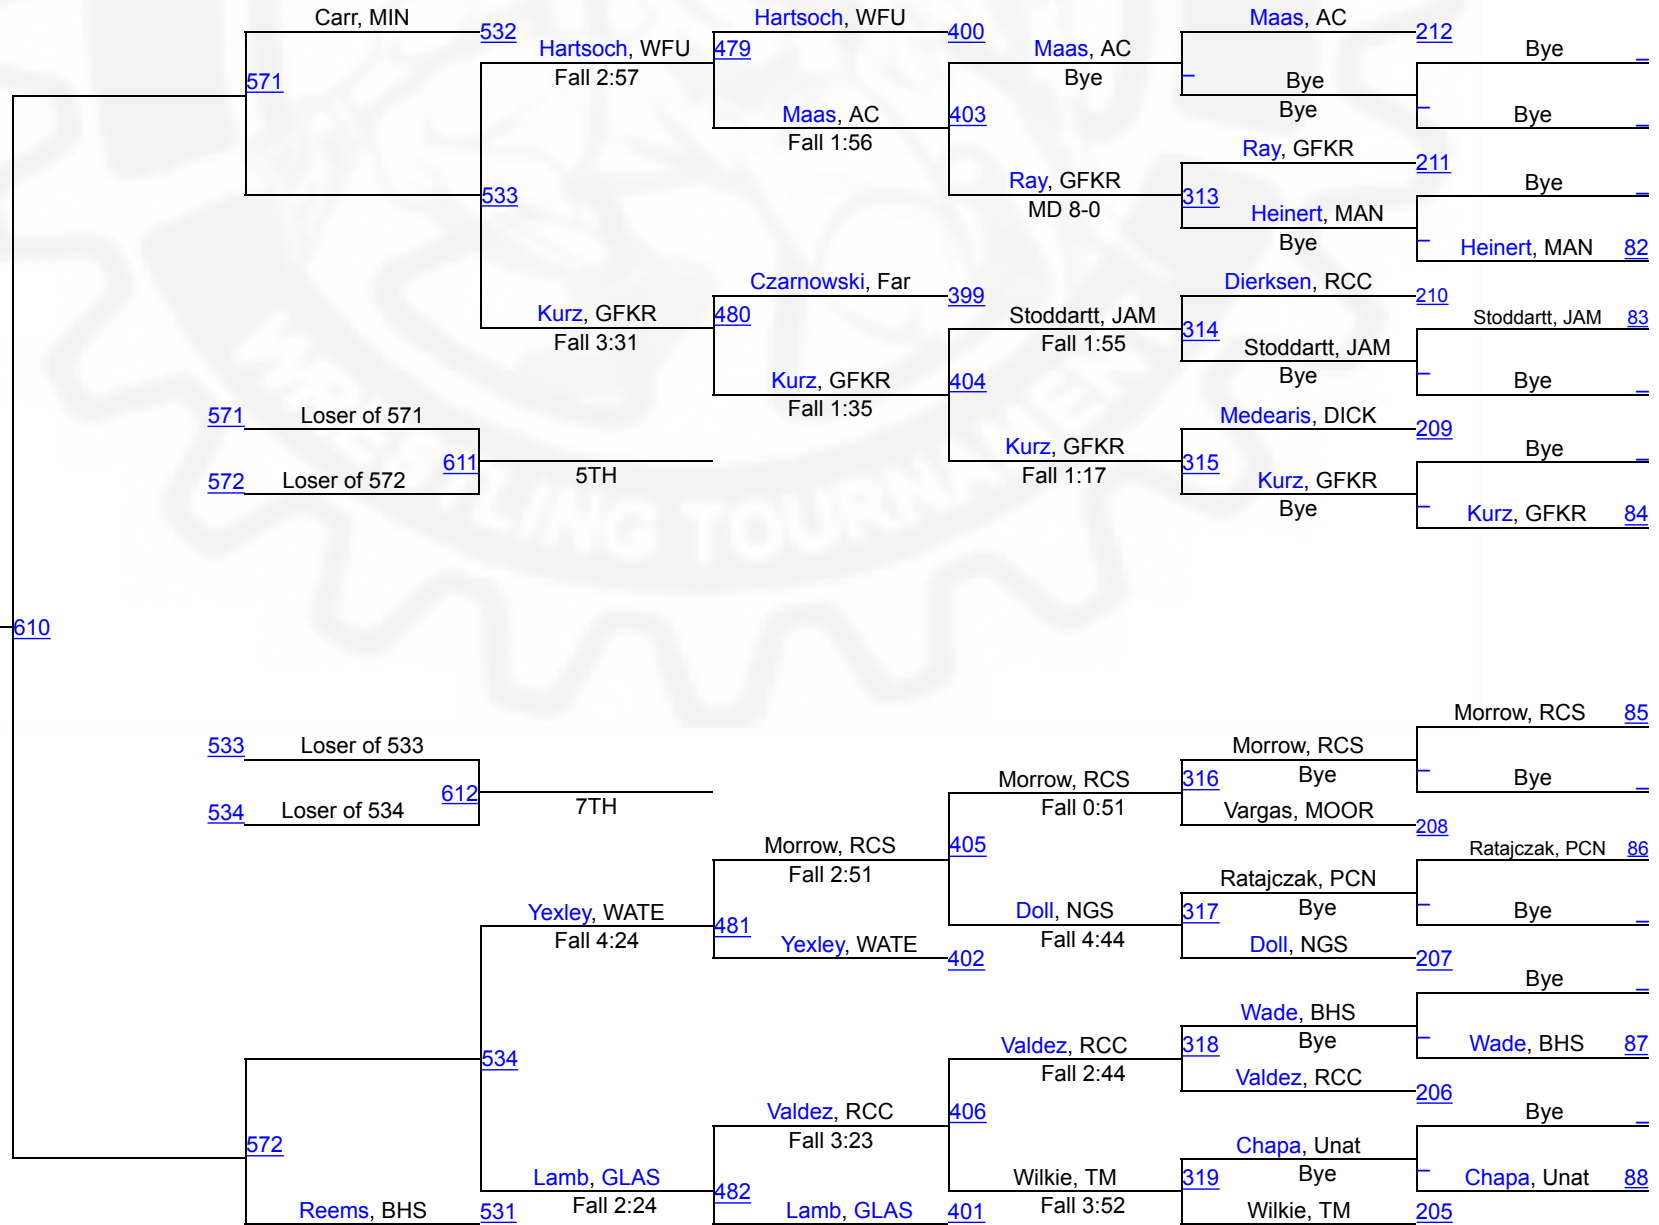 Carr, MIN
532
571
Hartsoch, WFU
Fall 2:57
479
Hartsoch, WFU
400
Maas, AC
Fall 1:56
403
Maas, AC
Bye
–
Maas, AC
212
Bye
Bye
–
Bye
_
Bye
_
533
Ray, GFKR
MD 8-0
313
Ray, GFKR
211
Heinert, MAN
Bye
–
Bye
_
Heinert, MAN
82
Kurz, GFKR
Fall 3:31
480
Czarnowski, Far
399
Kurz, GFKR
Fall 1:35
404
Stoddartt, JAM
Fall 1:55
314
Dierksen, RCC
210
Stoddartt, JAM
Bye
–
Stoddartt, JAM
83
Bye
_
Kurz, GFKR
Fall 1:17
315
Medearis, DICK
209
Kurz, GFKR
Bye
–
Bye
_
Kurz, GFKR
84
571
Loser of 571
572
Loser of 572
611
5TH
WRESTLING TOURNAMENT
610
533
Loser of 533
534
Loser of 534
612
7TH
534
Yexley, WATE
Fall 4:24
481
Morrow, RCS
Fall 2:51
405
Yexley, WATE
402
Morrow, RCS
Fall 0:51
316
Morrow, RCS
Bye
–
Morrow, RCS
85
Bye
_
Vargas, MOOR
208
Doll, NGS
Fall 4:44
317
Ratajczak, PCN
Bye
–
Ratajczak, PCN
86
Bye
_
Doll, NGS
207
572
Reems, BHS
531
Lamb, GLAS
Fall 2:24
482
Valdez, RCC
Fall 3:23
406
Lamb, GLAS
401
Valdez, RCC
Fall 2:44
318
Wade, BHS
Bye
–
Bye
_
Wade, BHS
87
Valdez, RCC
206
Wilkie, TM
Fall 3:52
319
Chapa, Unat
Bye
–
Bye
_
Chapa, Unat
88
Wilkie, TM
205